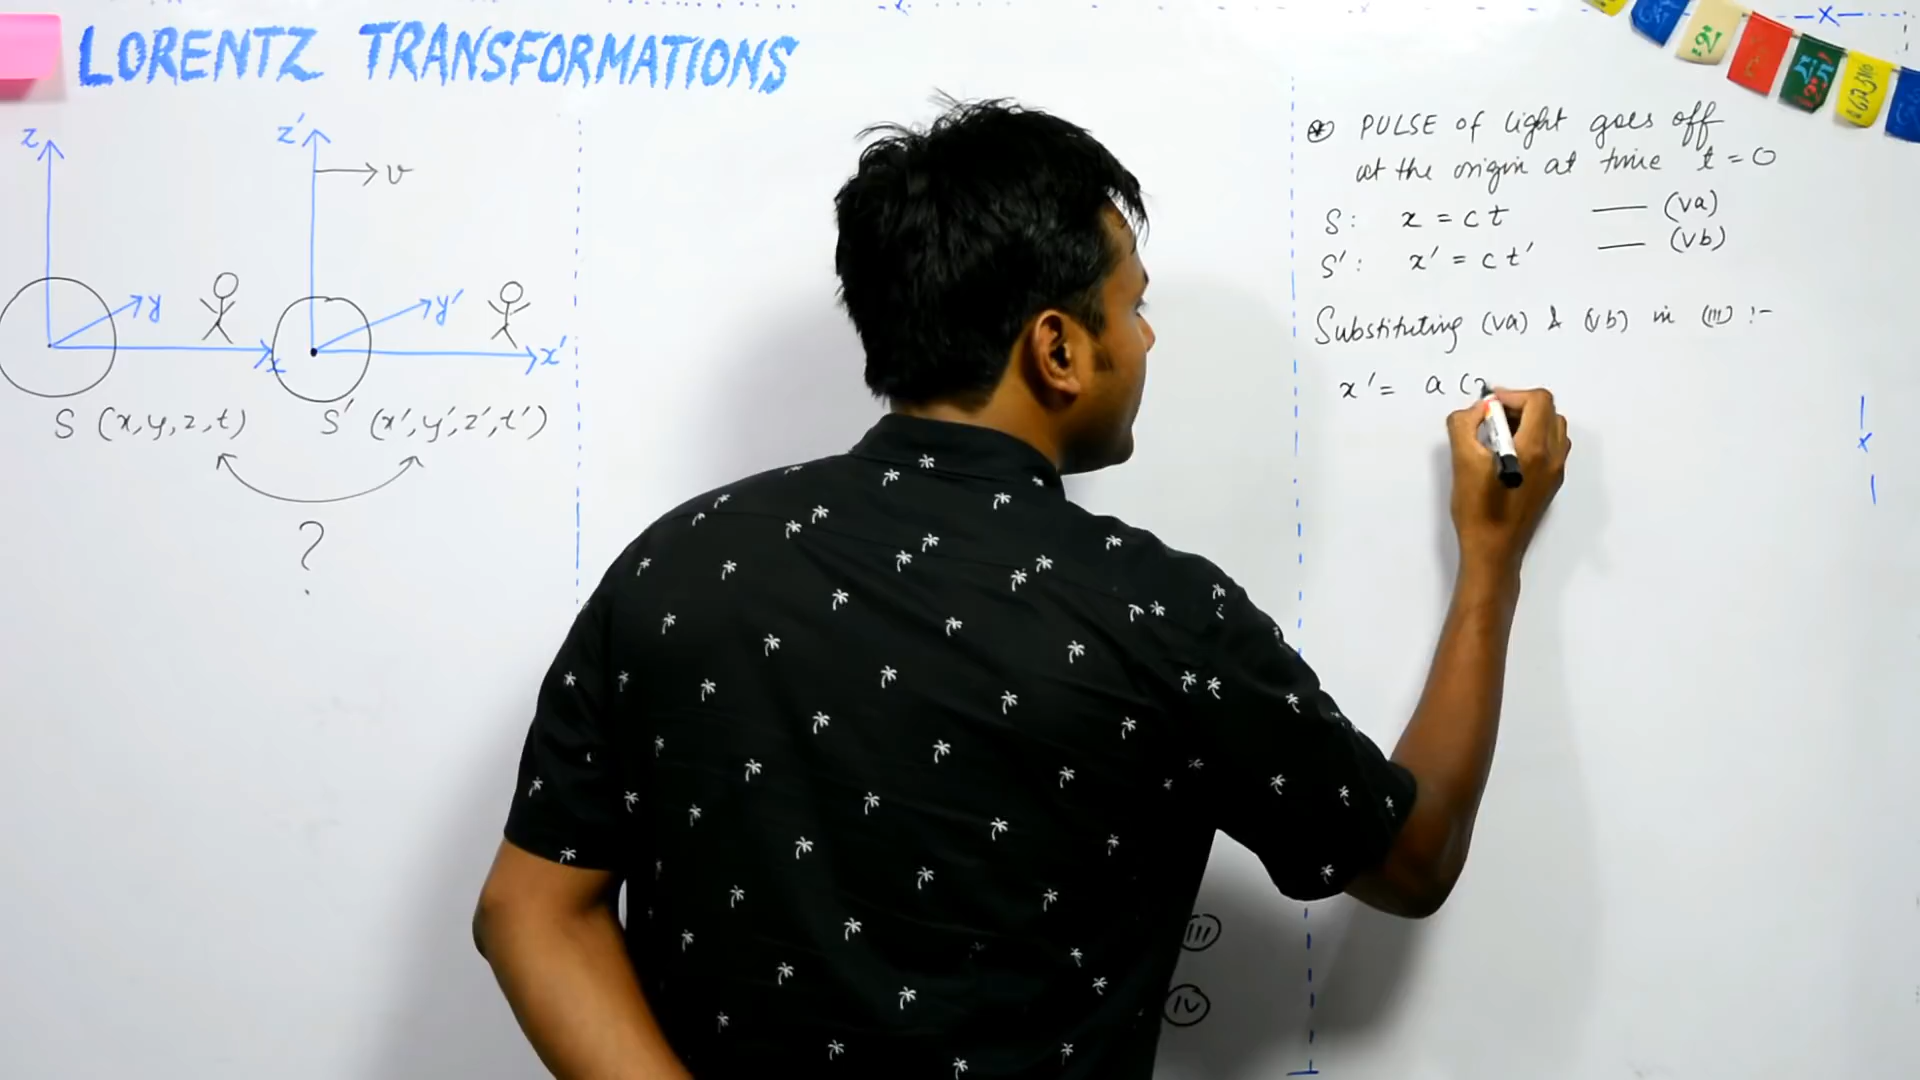 LORENTZ TRANSFORMATIONS
z
z'
v
y
y'
x
x'
S (x,y,z,t)
S' (x',y',z',t')
?
PULSE of light goes off
at the origin at time t = 0
S: x = ct —— (va)
S': x' = ct' —— (vb)
Substituting (va) & (vb) in (III) :-
x' = a (x
III
IV
x
x